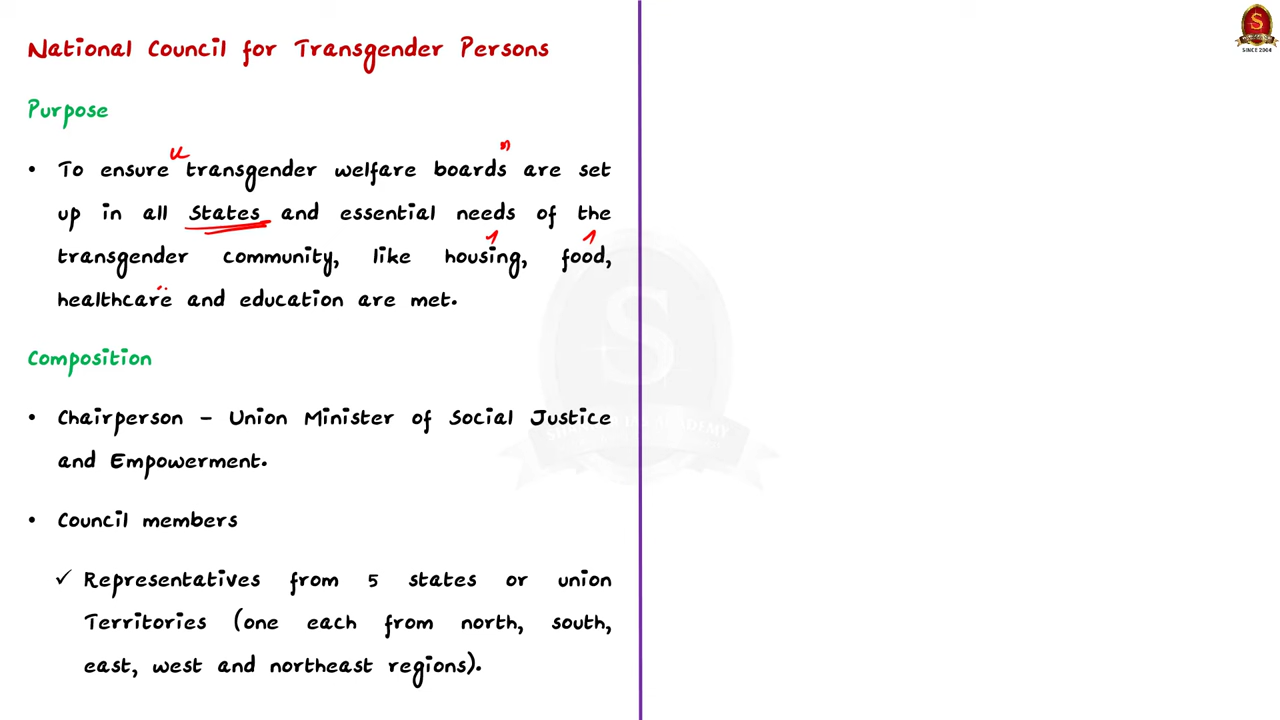 National Council for Transgender Persons
Purpose
• To ensure transgender welfare boards are set
up in all States and essential needs of the
transgender community, like housing, food,
healthcare and education are met.
Composition
• Chairperson – Union Minister of Social Justice
and Empowerment.
• Council members
✓ Representatives from 5 states or union
Territories (one each from north, south,
east, west and northeast regions).
S
SINCE 2004
S
ACADEMY